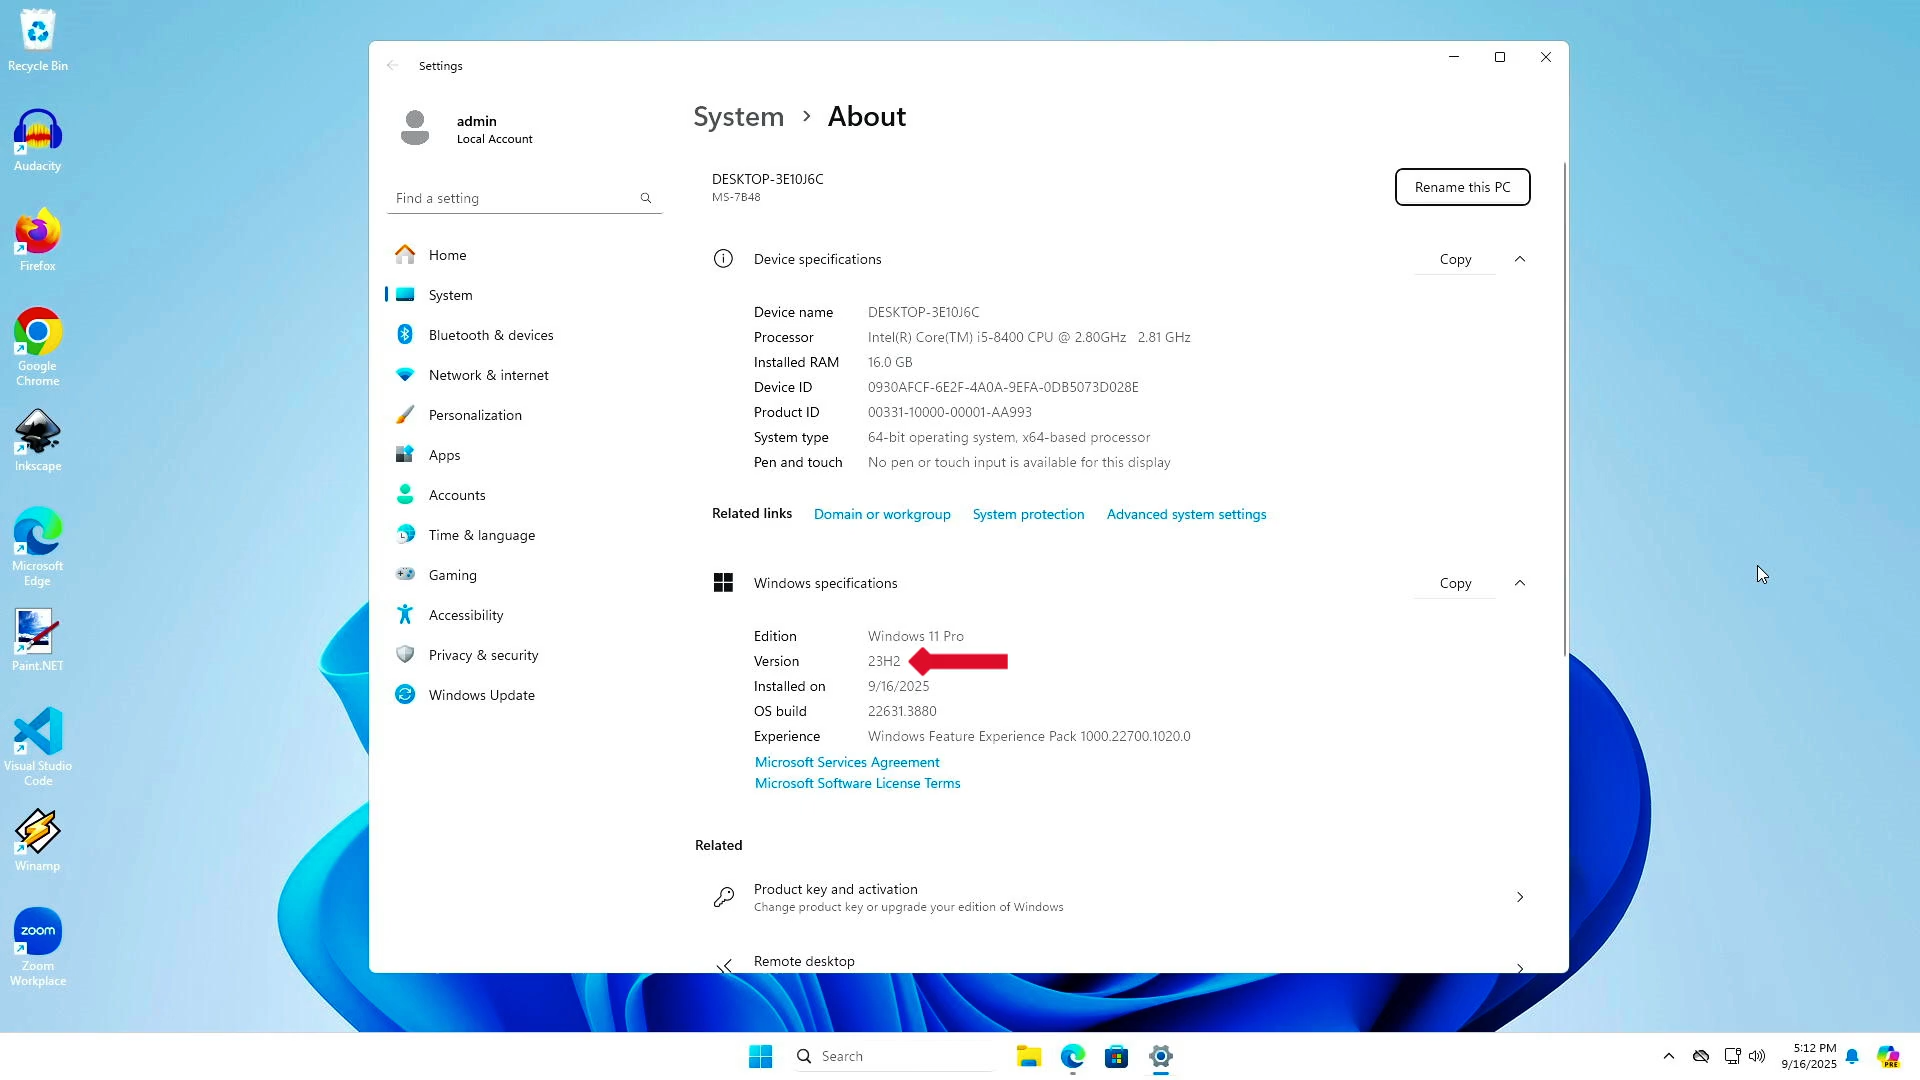 Recycle Bin
Audacity
Firefox
Google
Chrome
Inkscape
Microsoft
Edge
Paint.NET
Visual Studio
Code
Winamp
zoom
Zoom
Workplace
Settings
admin
Local Account
Find a setting
Home
System
Bluetooth & devices
Network & internet
Personalization
Apps
Accounts
Time & language
Gaming
Accessibility
Privacy & security
Windows Update
System > About
DESKTOP-3E10J6C
MS-7B48
Rename this PC
Device specifications Copy
Device name DESKTOP-3E10J6C
Processor Intel(R) Core(TM) i5-8400 CPU @ 2.80GHz 2.81 GHz
Installed RAM 16.0 GB
Device ID 0930AFCF-6E2F-4A0A-9EFA-0DB5073D028E
Product ID 00331-10000-00001-AA993
System type 64-bit operating system, x64-based processor
Pen and touch No pen or touch input is available for this display
Related links Domain or workgroup System protection Advanced system settings
Windows specifications Copy
Edition Windows 11 Pro
Version 23H2
Installed on 9/16/2025
OS build 22631.3880
Experience Windows Feature Experience Pack 1000.22700.1020.0
Microsoft Services Agreement
Microsoft Software License Terms
Related
Product key and activation
Change product key or upgrade your edition of Windows
Remote desktop
Search
5:12 PM
9/16/2025
PRE